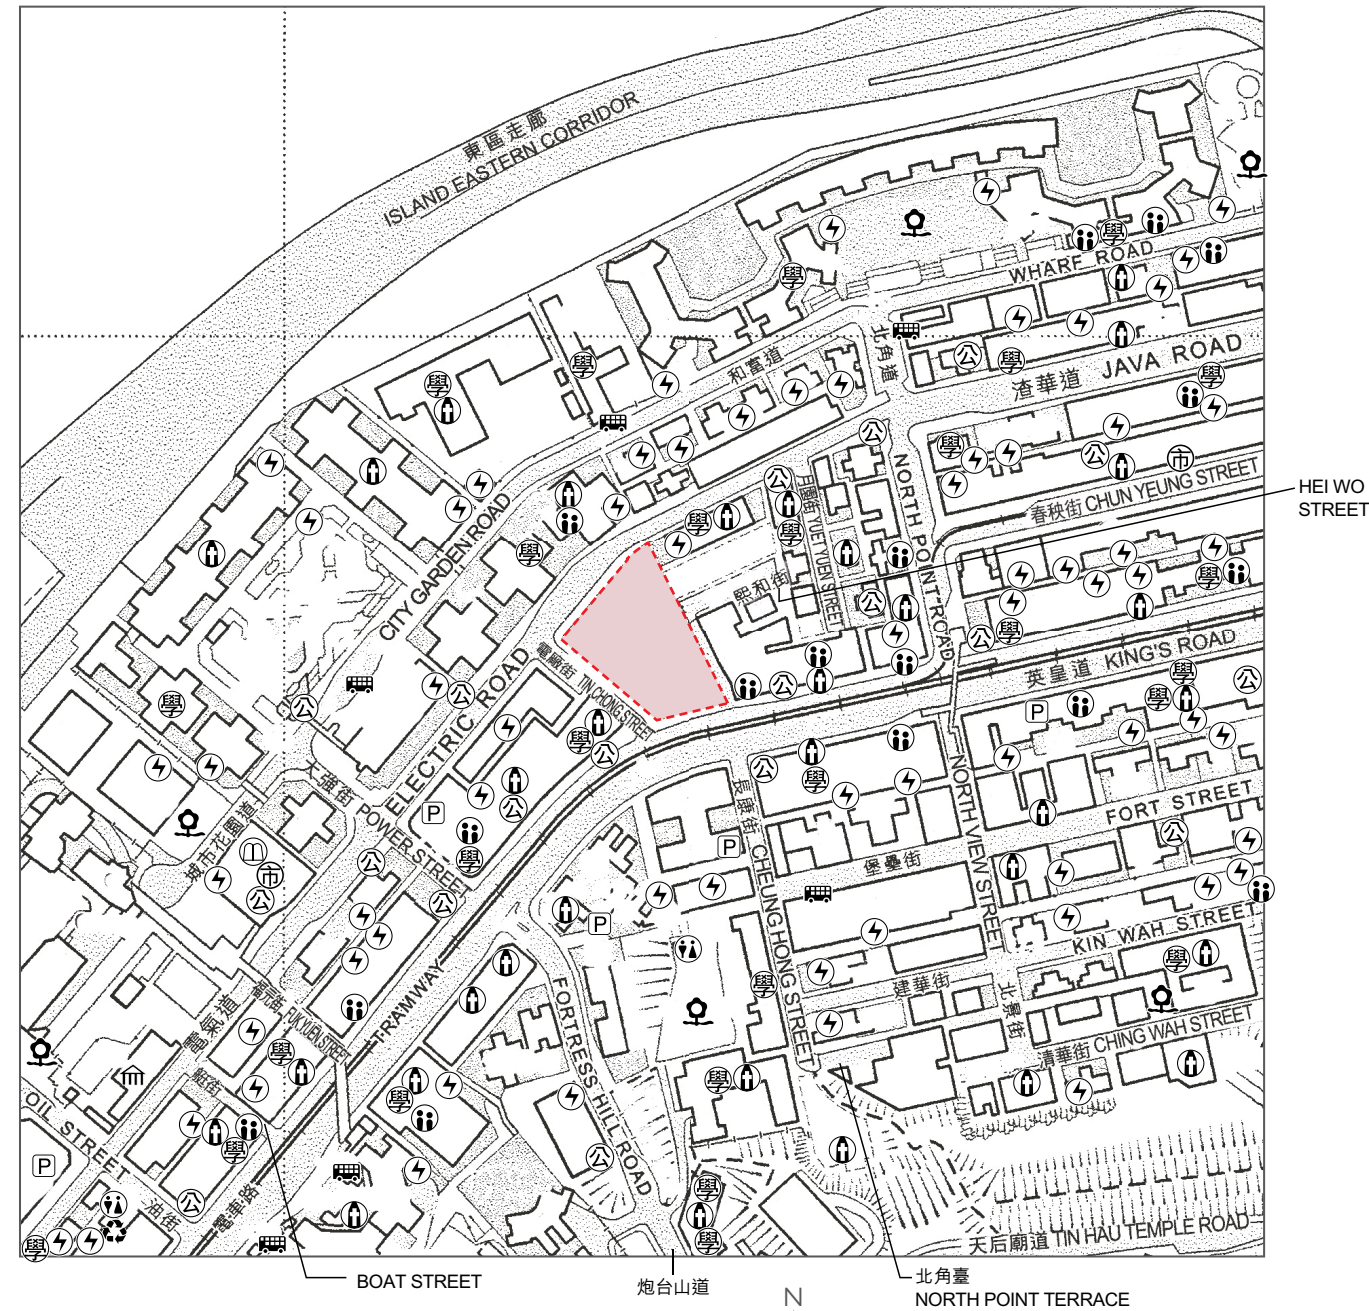 東區走廊
ISLAND EASTERN CORRIDOR
WHARF ROAD
和富道
北角道
渣華道 JAVA ROAD
春秧街 CHUN YEUNG STREET
HEI WO
STREET
NORTH POINT ROAD
月園街 YUET YUEN STREET
熙和街
CITY GARDEN ROAD
電廠街 TIN CHONG STREET
ELECTRIC ROAD
英皇道 KING'S ROAD
大強街 POWER STREET
城市花園道
長康街 CHEUNG HONG STREET
NORTH VIEW STREET
FORT STREET
堡壘街
KIN WAH STREET
建華街
北景街
清華街 CHING WAH STREET
TRAMWAY
FORTRESS HILL ROAD
福元街 FUK YUEN STREET
電氣道
艇街
OIL STREET
油街
電車路
天后廟道 TIN HAU TEMPLE ROAD
學
公
市
P
BOAT STREET
炮台山道
N
北角臺
NORTH POINT TERRACE